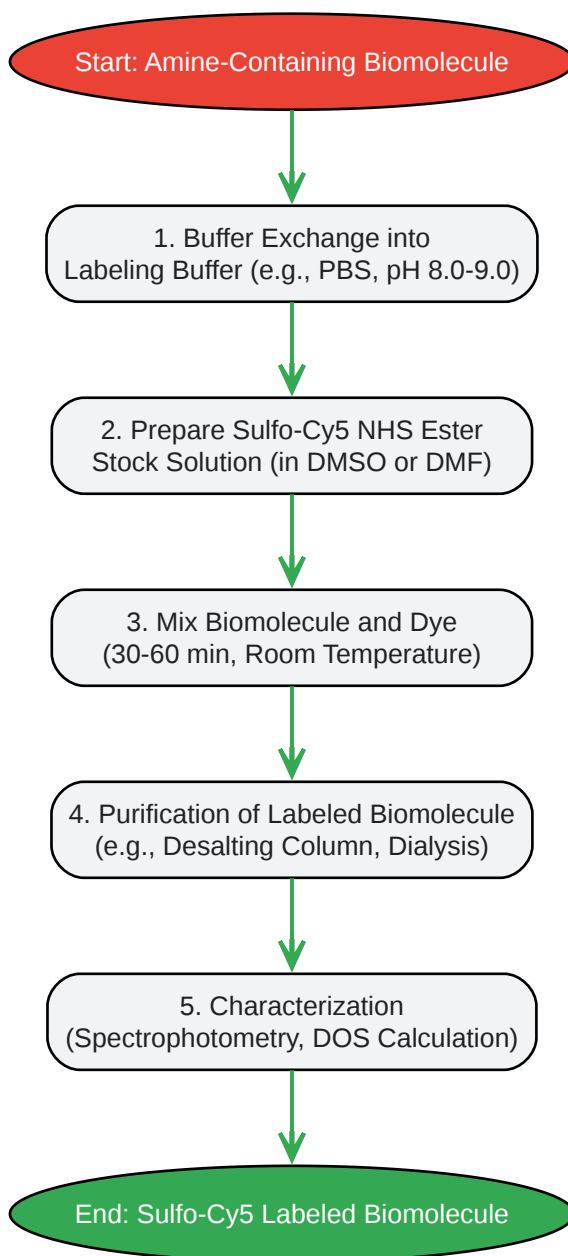 Start: Amine-Containing Biomolecule
1. Buffer Exchange into
Labeling Buffer (e.g., PBS, pH 8.0-9.0)
2. Prepare Sulfo-Cy5 NHS Ester
Stock Solution (in DMSO or DMF)
3. Mix Biomolecule and Dye
(30-60 min, Room Temperature)
4. Purification of Labeled Biomolecule
(e.g., Desalting Column, Dialysis)
5. Characterization
(Spectrophotometry, DOS Calculation)
End: Sulfo-Cy5 Labeled Biomolecule